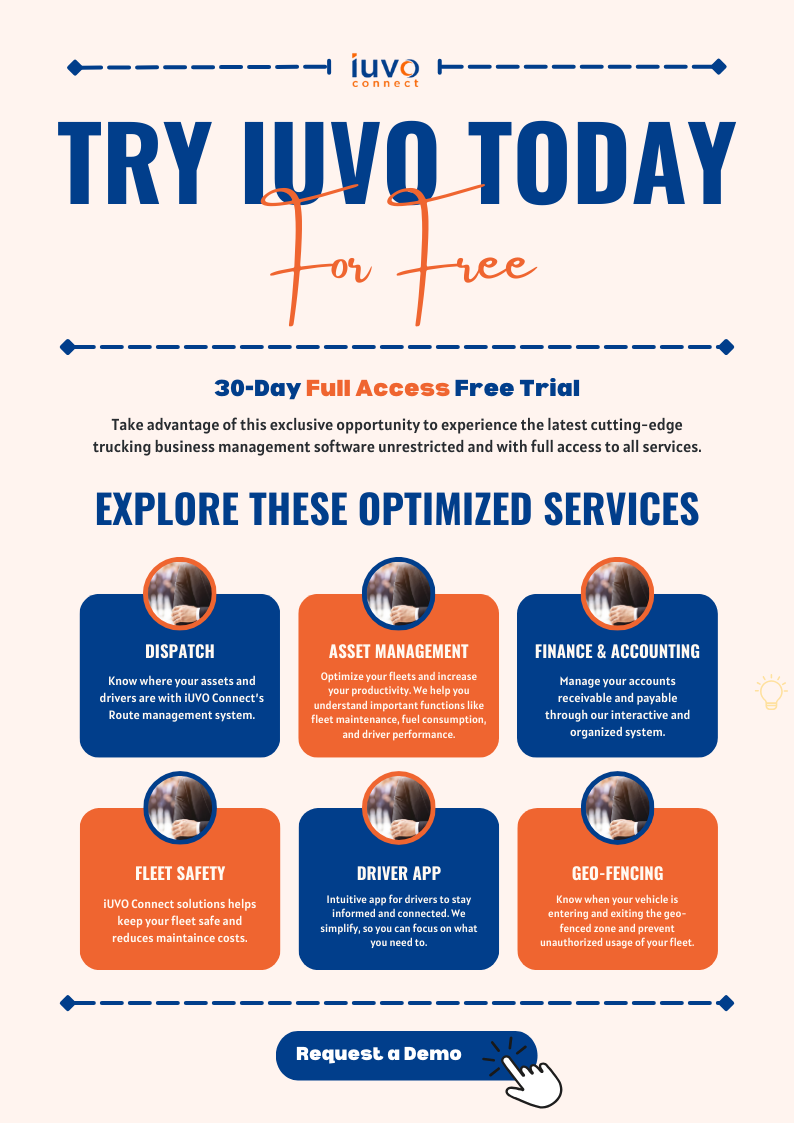 iuvo
connect
TRY IUVO TODAY
For Free
30-Day Full Access Free Trial
Take advantage of this exclusive opportunity to experience the latest cutting-edge
trucking business management software unrestricted and with full access to all services.
EXPLORE THESE OPTIMIZED SERVICES
DISPATCH
Know where your assets and
drivers are with iUVO Connect's
Route management system.
ASSET MANAGEMENT
Optimize your fleets and increase
your productivity. We help you
understand important functions like
fleet maintenance, fuel consumption,
and driver performance.
FINANCE & ACCOUNTING
Manage your accounts
receivable and payable
through our interactive and
organized system.
FLEET SAFETY
iUVO Connect solutions helps
keep your fleet safe and
reduces maintaince costs.
DRIVER APP
Intuitive app for drivers to stay
informed and connected. We
simplify, so you can focus on what
you need to.
GEO-FENCING
Know when your vehicle is
entering and exiting the geo-
fenced zone and prevent
unauthorized usage of your fleet.
Request a Demo